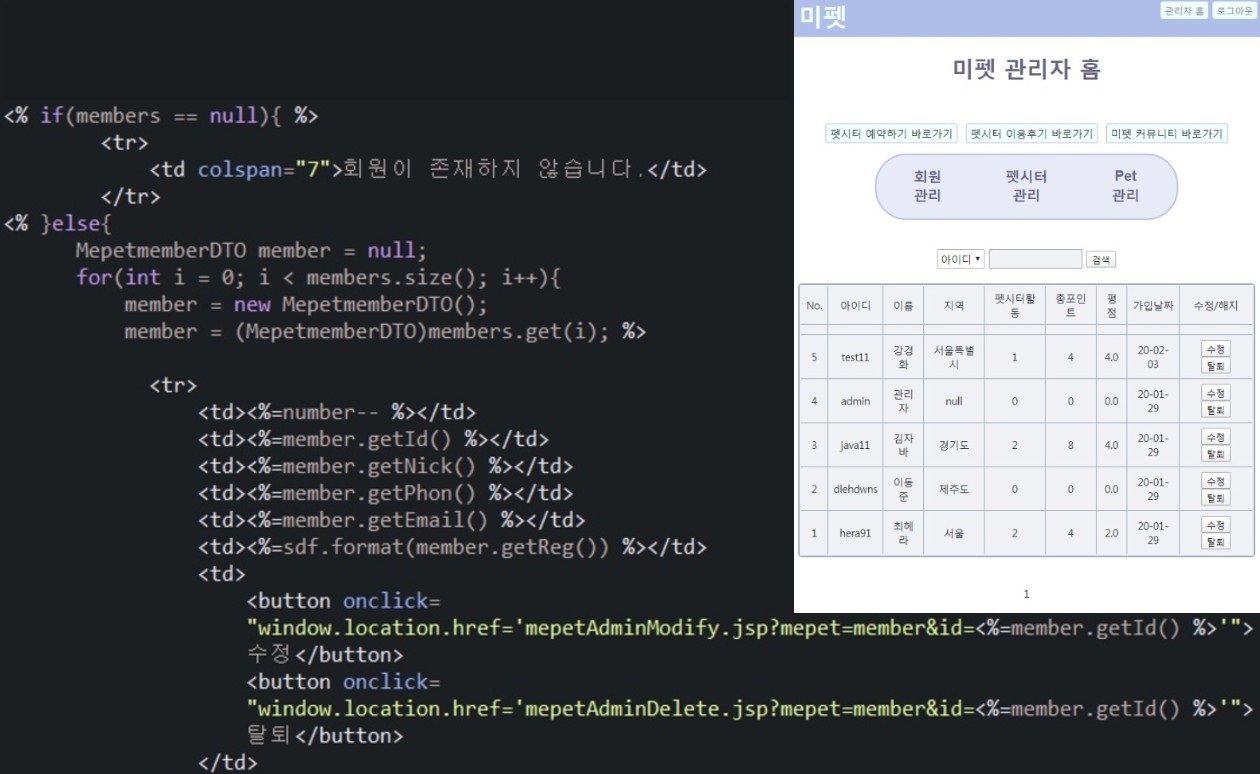 <% if(members == null){ %>
<tr>
<td colspan="7">회원이 존재하지 않습니다.</td>
</tr>
<% }else{
MepetmemberDTO member = null;
for(int i = 0; i < members.size(); i++){
member = new MepetmemberDTO();
member = (MepetmemberDTO)members.get(i); %>
<tr>
<td><%=number-- %></td>
<td><%=member.getId() %></td>
<td><%=member.getNick() %></td>
<td><%=member.getPhon() %></td>
<td><%=member.getEmail() %></td>
<td><%=sdf.format(member.getReg()) %></td>
<td>
<button onclick=
"window.location.href='mepetAdminModify.jsp?mepet=member&id=<%=member.getId() %>'">
수정</button>
<button onclick=
"window.location.href='mepetAdminDelete.jsp?mepet=member&id=<%=member.getId() %>'">
탈퇴</button>
</td>
미펫 관리자 홈 로그아웃
미펫 관리자 홈
펫시터 예약하기 바로가기 펫시터 이용후기 바로가기 미펫 커뮤니티 바로가기
회원 펫시터 Pet
관리 관리 관리
아이디 검색
No. 아이디 이름 지역 펫시터활동 총포인트 평점 가입날짜 수정/해지
5 test11 강경화 서울특별시 1 4 4.0 20-02-03 수정 탈퇴
4 admin 관리자 null 0 0 0.0 20-01-29 수정 탈퇴
3 java11 김자바 경기도 2 8 4.0 20-01-29 수정 탈퇴
2 dlehdwns 이동준 제주도 0 0 0.0 20-01-29 수정 탈퇴
1 hera91 최헤라 서울 2 4 2.0 20-01-29 수정 탈퇴
1